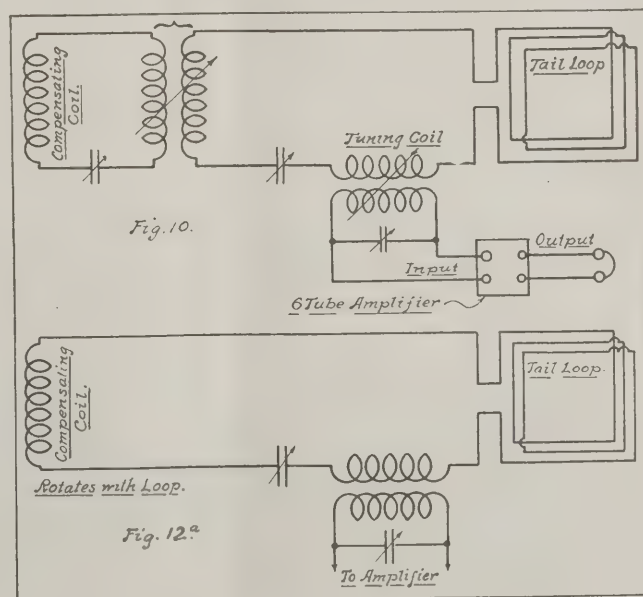 Compensating
Coil.
Tail Loop
Tuning Coil
Fig. 10.
Output
Input
6 Tube Amplifier
Compensating
Coil.
Tail Loop.
Rotates with Loop.
Fig. 12.a
To Amplifier